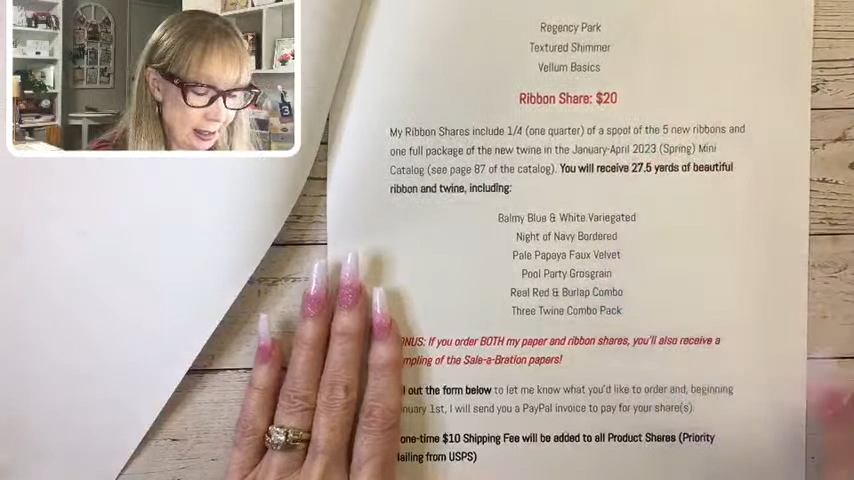 Regency Park
Textured Shimmer
Vellum Basics
Ribbon Share: $20
My Ribbon Shares include 1/4 (one quarter) of a spool of the 5 new ribbons and
one full package of the new twine in the January-April 2023 (Spring) Mini
Catalog (see page 87 of the catalog). You will receive 27.5 yards of beautiful
ribbon and twine, including:
Balmy Blue & White Variegated
Night of Navy Bordered
Pale Papaya Faux Velvet
Pool Party Grosgrain
Real Red & Burlap Combo
Three Twine Combo Pack
NUS: If you order BOTH my paper and ribbon shares, you'll also receive a
mpling of the Sale-a-Bration papers!
l out the form below to let me know what you'd like to order and, beginning
nuary 1st, I will send you a PayPal invoice to pay for your share(s).
one-time $10 Shipping Fee will be added to all Product Shares (Priority
ailing from USPS)